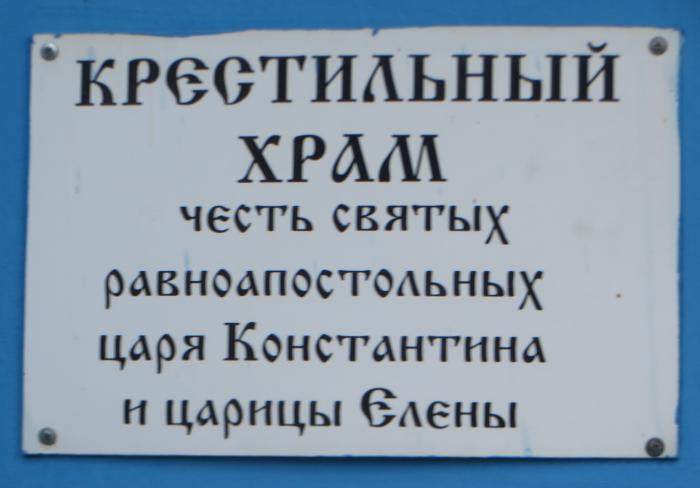 КРЕСТИЛЬНЫЙ
ХРАМ
честь святых
равноапостольных
царя Константина
и царицы Елены